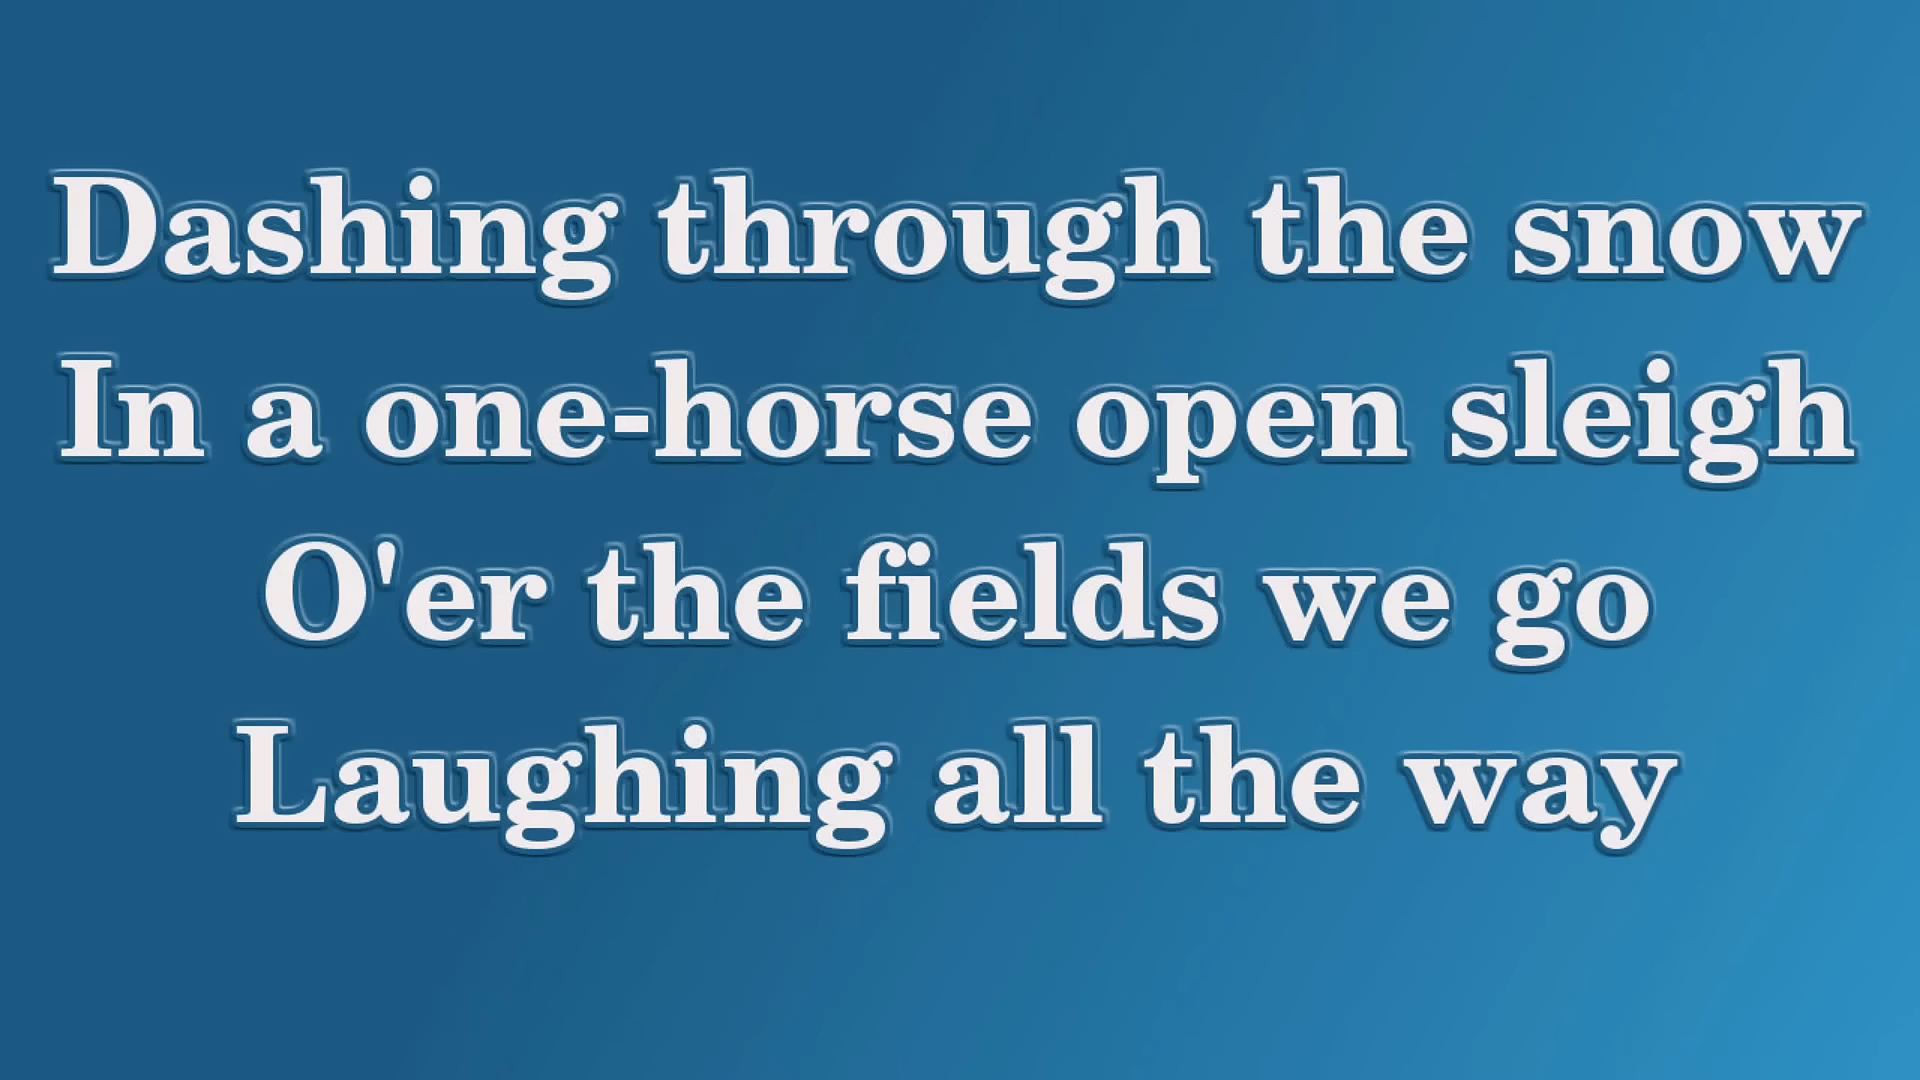 Dashing through the snow
In a one-horse open sleigh
O'er the fields we go
Laughing all the way